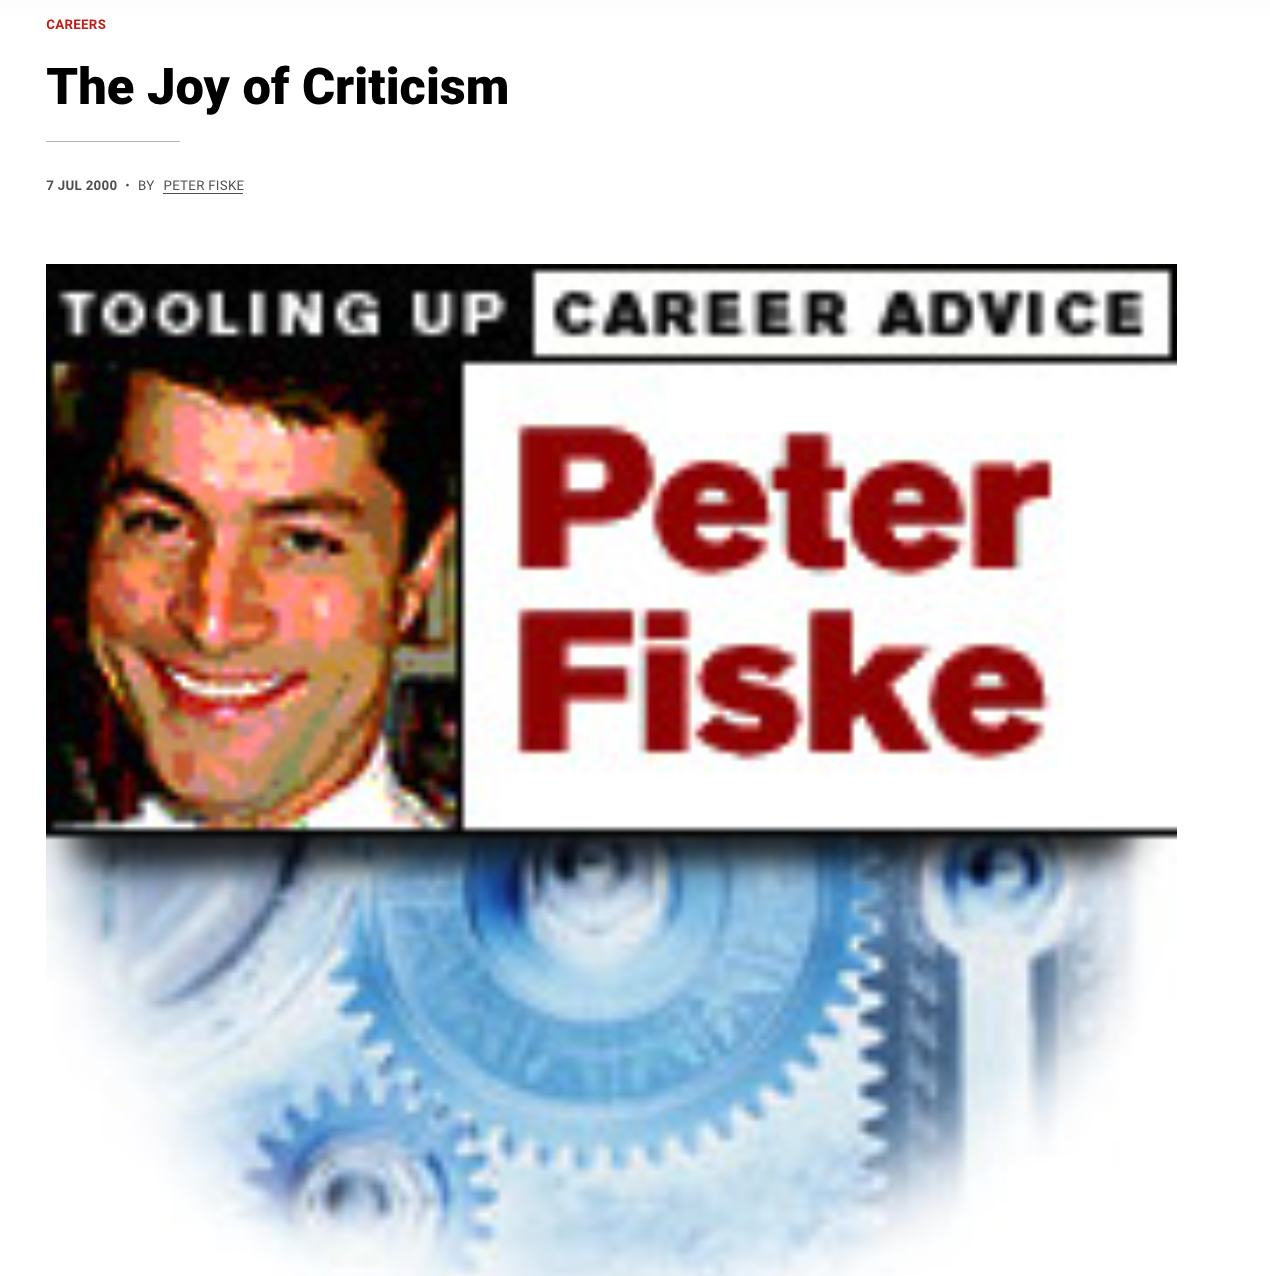 CAREERS
The Joy of Criticism
7 JUL 2000 • BY PETER FISKE
TOOLING UP CAREER ADVICE
Peter
Fiske